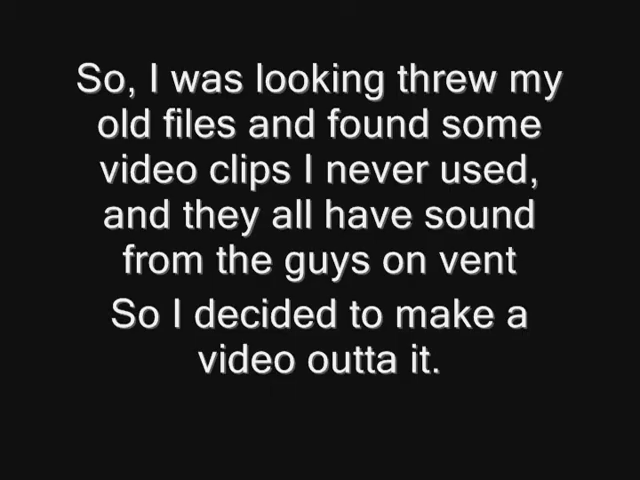 So, I was looking threw my
old files and found some
video clips I never used,
and they all have sound
from the guys on vent
So I decided to make a
video outta it.